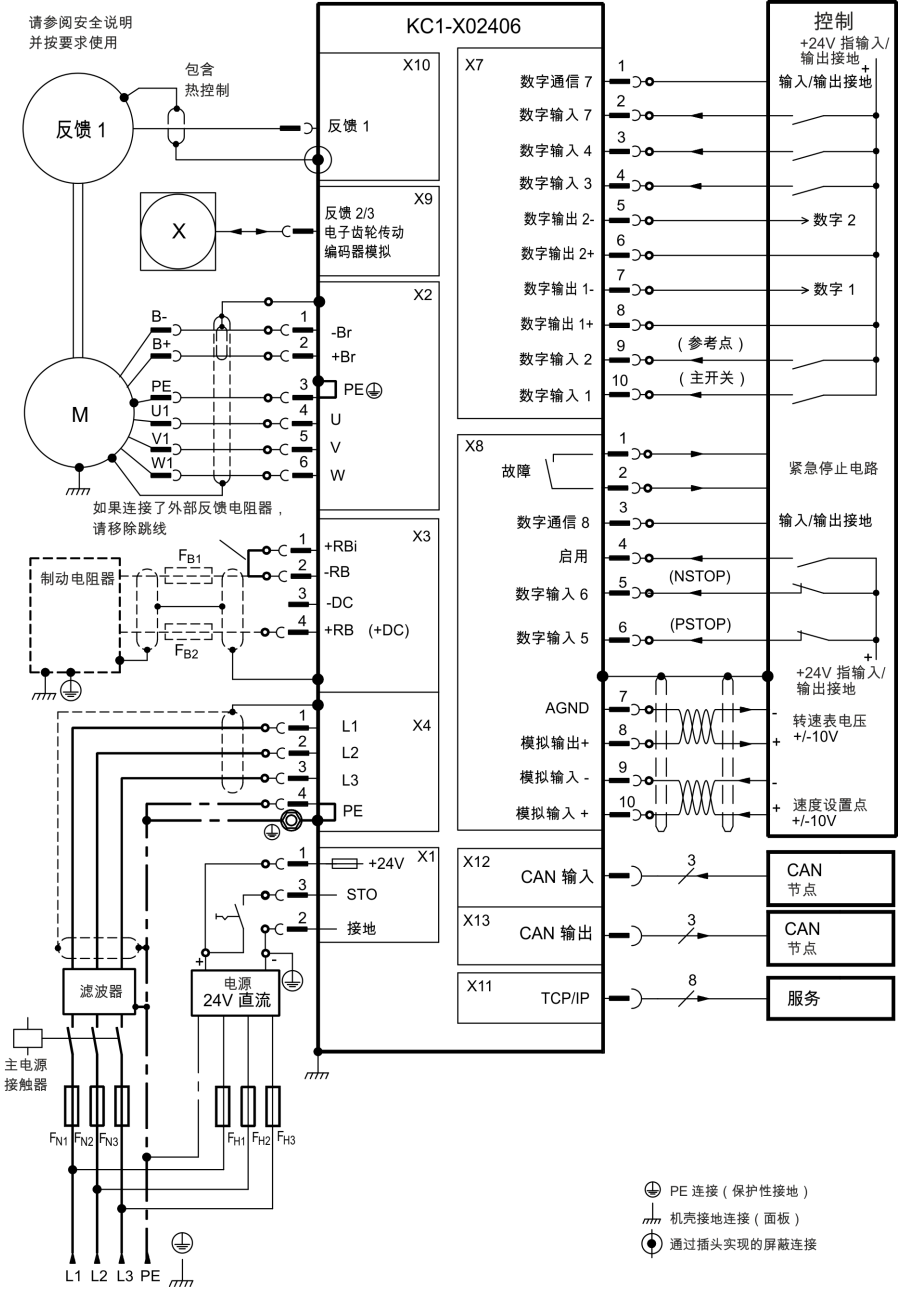 请参阅安全说明
并按要求使用
KC1-X02406
控制
+24V 指输入/
输出接地
+
输入/输出接地
包含
热控制
反馈 1
X10
反馈 1
X
X9
反馈 2/3
电子齿轮传动
编码器模拟
X2
B-
1
-Br
B+
2
+Br
PE
3
PE
U1
4
U
V1
5
V
W1
6
W
M
如果连接了外部反馈电阻器，
请移除跳线
X3
制动电阻器
FB1
FB2
1
+RBi
2
-RB
3
-DC
4
+RB (+DC)
X4
1
L1
2
L2
3
L3
4
PE
X1
1
+24V
3
STO
2
接地
+
-
电源
24V 直流
滤波器
主电源
接触器
FN1
FN2
FN3
FH1
FH2
FH3
L1
L2
L3
PE
X7
数字通信 7
1
数字输入 7
2
数字输入 4
3
数字输入 3
4
数字输出 2-
5
数字 2
数字输出 2+
6
数字输出 1-
7
数字 1
数字输出 1+
8
数字输入 2
9
（参考点）
数字输入 1
10
（主开关）
X8
故障
1
2
紧急停止电路
数字通信 8
3
输入/输出接地
启用
4
数字输入 6
5
(NSTOP)
数字输入 5
6
(PSTOP)
+
+24V 指输入/
输出接地
AGND
7
-
模拟输出+
8
+
转速表电压
+/-10V
模拟输入 -
9
-
模拟输入 +
10
+
速度设置点
+/-10V
X12
CAN 输入
3
CAN
节点
X13
CAN 输出
3
CAN
节点
X11
TCP/IP
8
服务
PE 连接（保护性接地）
机壳接地连接（面板）
通过插头实现的屏蔽连接